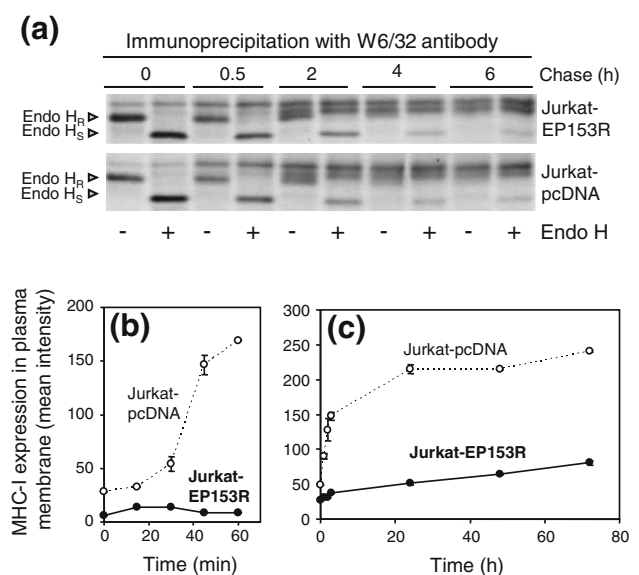 (a)
Immunoprecipitation with W6/32 antibody
0 0.5 2 4 6 Chase (h)
Endo HR
Endo HS
Jurkat-
EP153R
Endo HR
Endo HS
Jurkat-
pcDNA
- + - + - + - + - + Endo H
MHC-I expression in plasma
membrane (mean intensity)
(b)
200
150
100
50
0
Jurkat-
pcDNA
Jurkat-
EP153R
0 20 40 60
Time (min)
(c)
300
250
200
150
100
50
0
Jurkat-pcDNA
Jurkat-EP153R
0 20 40 60 80
Time (h)